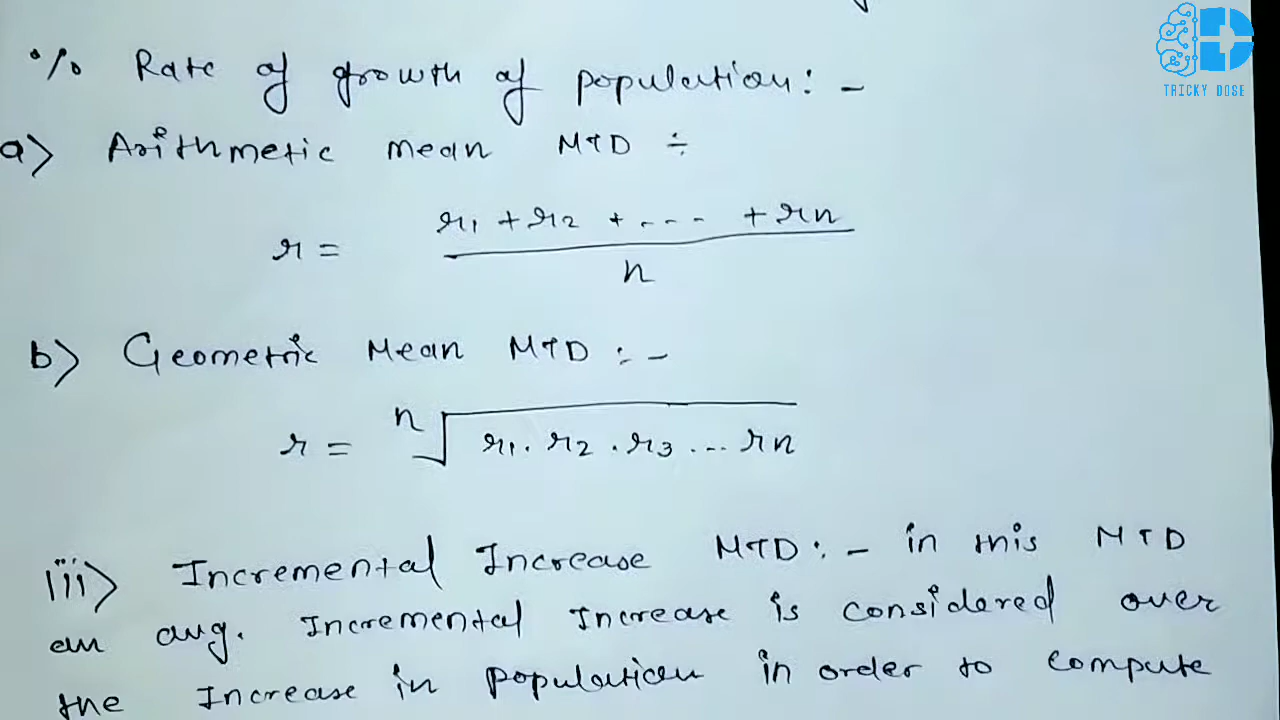 % Rate of growth of population: -
TRICKY DOSE
a) Arithmetic mean MTD ÷
r = r1 + r2 + --- + rn
n
b) Geometric Mean MTD : -
r = n√ r1 . r2 . r3 ... rn
iii) Incremental Increase MTD: - in this MTD
an avg. Incremental Increase is considered over
the Increase in population in order to compute